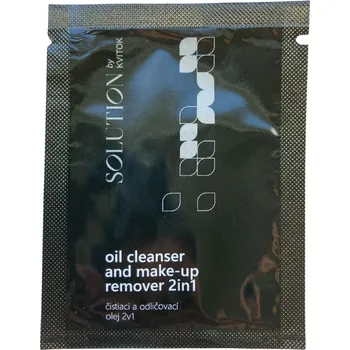 SOLUTION
by
KVITOK
oil cleanser
and make-up
remover 2in1
čistiaci a odličovací
olej 2v1